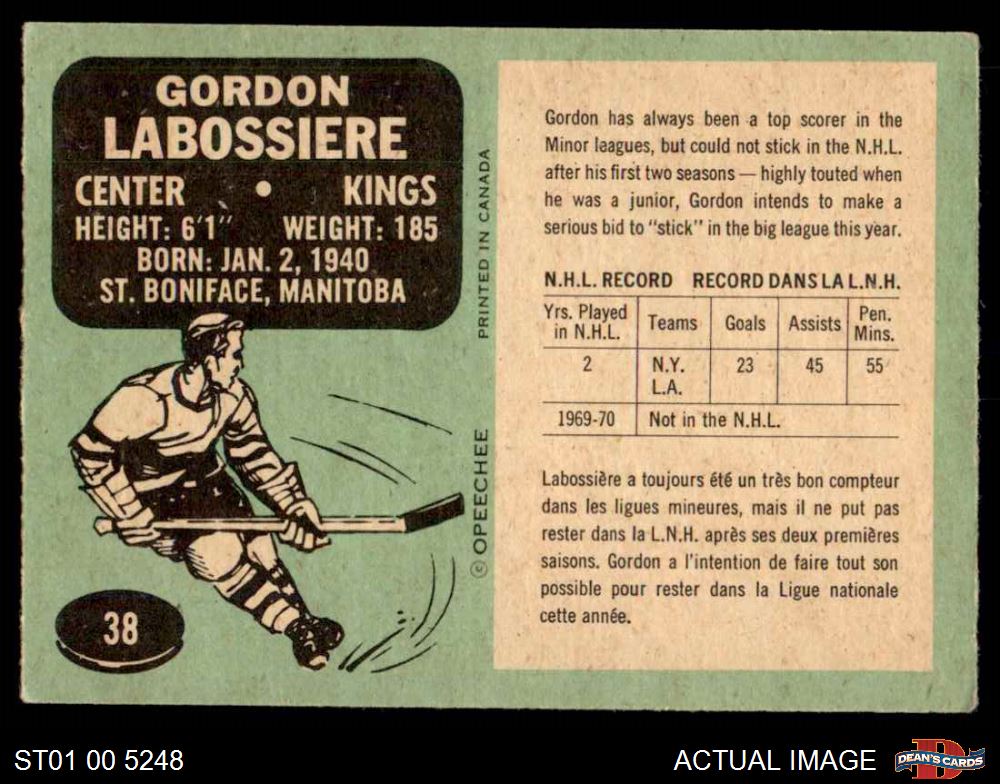 GORDON
LABOSSIERE
CENTER • KINGS
HEIGHT: 6'1" WEIGHT: 185
BORN: JAN. 2, 1940
ST. BONIFACE, MANITOBA
38
© OPEECHEE PRINTED IN CANADA
Gordon has always been a top scorer in the
Minor leagues, but could not stick in the N.H.L.
after his first two seasons — highly touted when
he was a junior, Gordon intends to make a
serious bid to "stick" in the big league this year.
N.H.L. RECORD RECORD DANS LA L.N.H.
Yrs. Played in N.H.L. Teams Goals Assists Pen. Mins.
2 N.Y. L.A. 23 45 55
1969-70 Not in the N.H.L.
Labossière a toujours été un très bon compteur
dans les ligues mineures, mais il ne put pas
rester dans la L.N.H. après ses deux premières
saisons. Gordon a l'intention de faire tout son
possible pour rester dans la Ligue nationale
cette année.
ST01 00 5248
ACTUAL IMAGE
DEAN'S CARDS